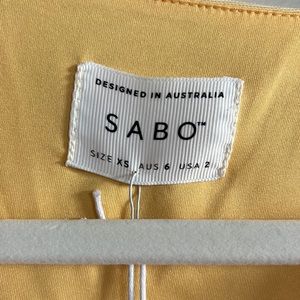 DESIGNED IN AUSTRALIA
SABO™
SIZE XS AUS 6 USA 2